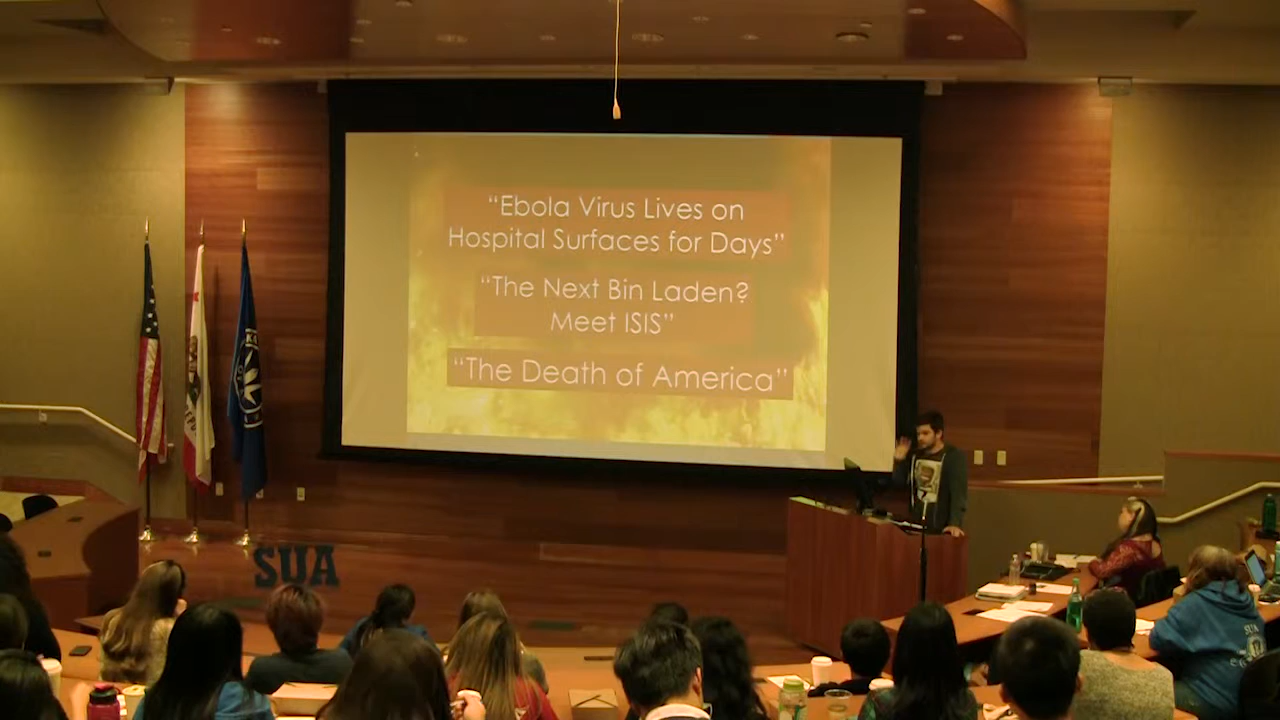 “Ebola Virus Lives on
Hospital Surfaces for Days”
“The Next Bin Laden?
Meet ISIS”
“The Death of America”
SUA
SUA